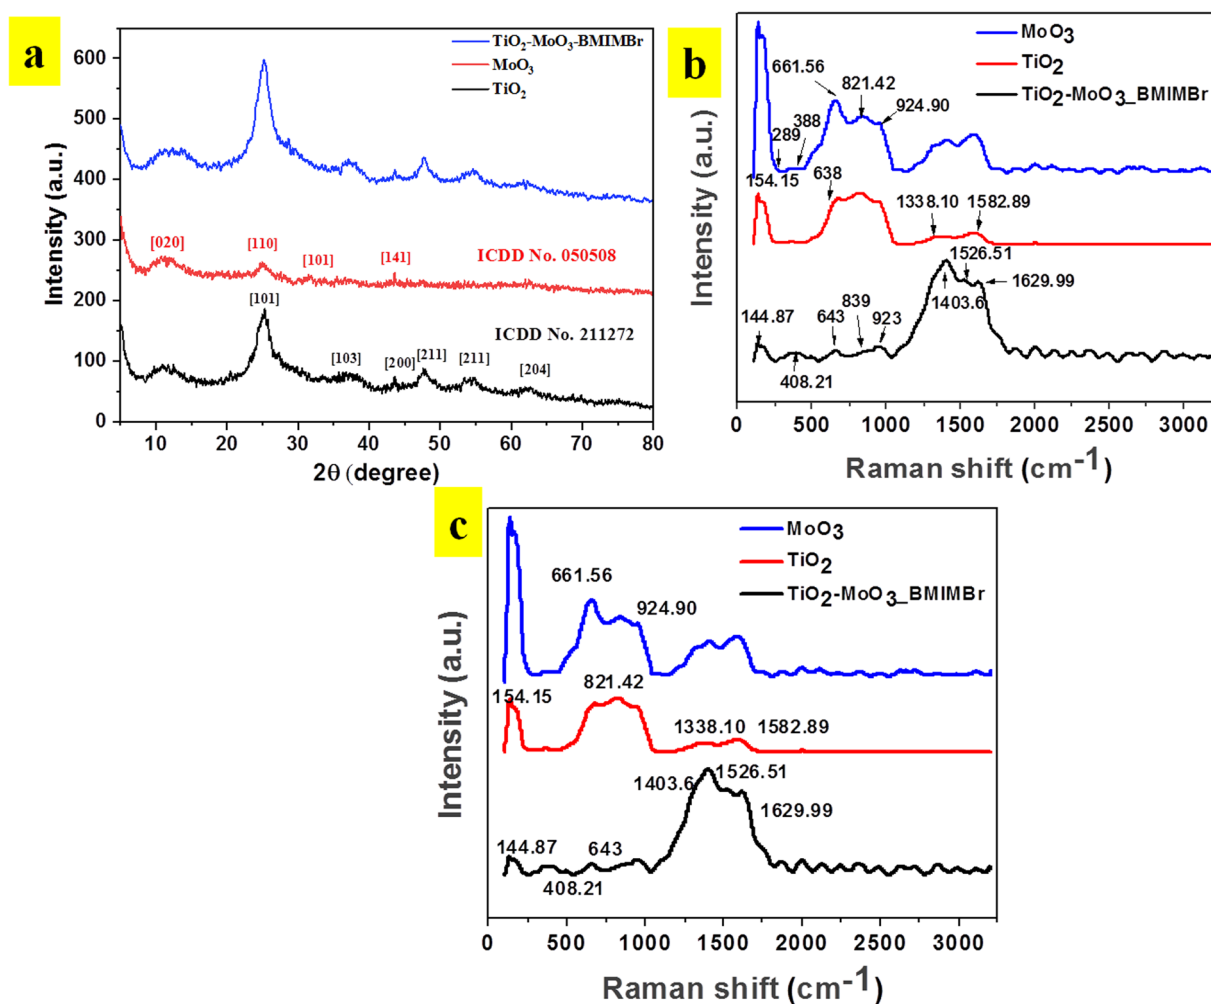 a
TiO2-MoO3-BMIMBr
MoO3
TiO2
600
500
400
300
200
100
0
Intensity (a.u.)
[020]
[110]
[101]
[141]
ICDD No. 050508
[101]
[103]
[200]
[211]
[211]
[204]
ICDD No. 211272
10 20 30 40 50 60 70 80
2θ (degree)
b
MoO3
TiO2
TiO2-MoO3_BMIMBr
Intensity (a.u.)
661.56
821.42
924.90
289
388
154.15
638
1338.10
1582.89
1526.51
1629.99
1403.6
144.87
643
839
923
408.21
0 500 1000 1500 2000 2500 3000
Raman shift (cm-1)
c
MoO3
TiO2
TiO2-MoO3_BMIMBr
Intensity (a.u.)
661.56
924.90
154.15
821.42
1338.10
1582.89
1403.6
1526.51
1629.99
144.87
643
408.21
0 500 1000 1500 2000 2500 3000
Raman shift (cm-1)